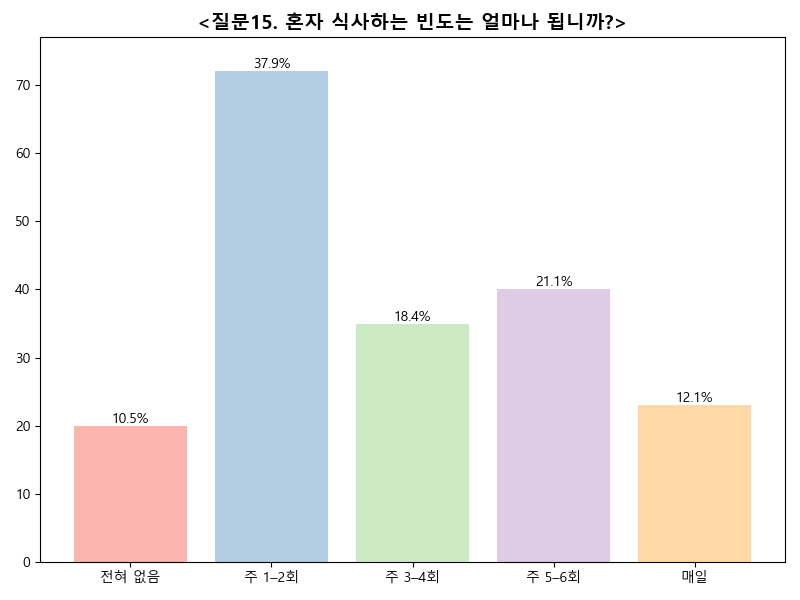 <질문15. 혼자 식사하는 빈도는 얼마나 됩니까?>
70
60
50
40
30
20
10
0
10.5%
37.9%
18.4%
21.1%
12.1%
전혀 없음
주 1–2회
주 3–4회
주 5–6회
매일